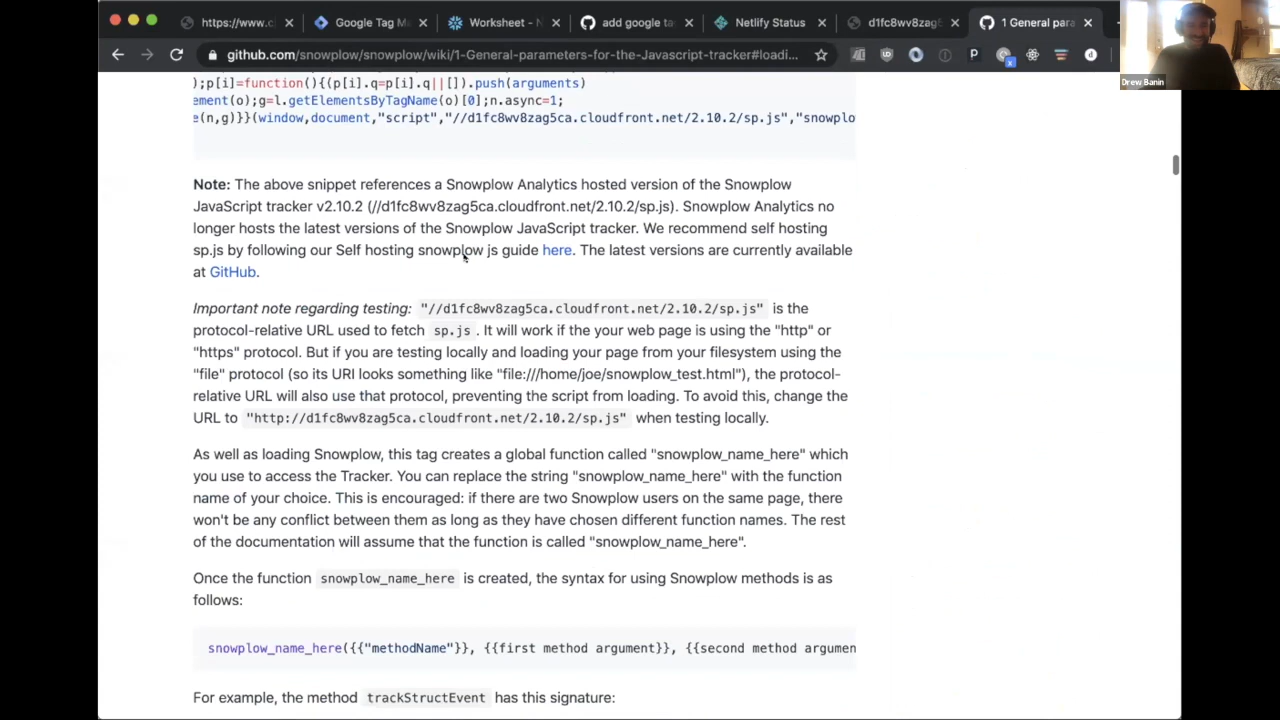 https://www.c
Google Tag Ma
Worksheet - N
add google ta
Netlify Status
d1fc8wv8zag5
1 General para
github.com/snowplow/snowplow/wiki/1-General-parameters-for-the-Javascript-tracker#loadi...
Drew Banin
);p[i]=function(){(p[i].q=p[i].q||[]).push(arguments)
ement(o);g=l.getElementsByTagName(o)[0];n.async=1;
e(n,g)}}(window,document,"script","//d1fc8wv8zag5ca.cloudfront.net/2.10.2/sp.js","snowplo
Note: The above snippet references a Snowplow Analytics hosted version of the Snowplow
JavaScript tracker v2.10.2 (//d1fc8wv8zag5ca.cloudfront.net/2.10.2/sp.js). Snowplow Analytics no
longer hosts the latest versions of the Snowplow JavaScript tracker. We recommend self hosting
sp.js by following our Self hosting snowplow js guide here. The latest versions are currently available
at GitHub.
Important note regarding testing: "//d1fc8wv8zag5ca.cloudfront.net/2.10.2/sp.js" is the
protocol-relative URL used to fetch sp.js . It will work if the your web page is using the "http" or
"https" protocol. But if you are testing locally and loading your page from your filesystem using the
"file" protocol (so its URI looks something like "file:///home/joe/snowplow_test.html"), the protocol-
relative URL will also use that protocol, preventing the script from loading. To avoid this, change the
URL to "http://d1fc8wv8zag5ca.cloudfront.net/2.10.2/sp.js" when testing locally.
As well as loading Snowplow, this tag creates a global function called "snowplow_name_here" which
you use to access the Tracker. You can replace the string "snowplow_name_here" with the function
name of your choice. This is encouraged: if there are two Snowplow users on the same page, there
won't be any conflict between them as long as they have chosen different function names. The rest
of the documentation will assume that the function is called "snowplow_name_here".
Once the function snowplow_name_here is created, the syntax for using Snowplow methods is as
follows:
snowplow_name_here({{"methodName"}}, {{first method argument}}, {{second method argumen
For example, the method trackStructEvent has this signature: